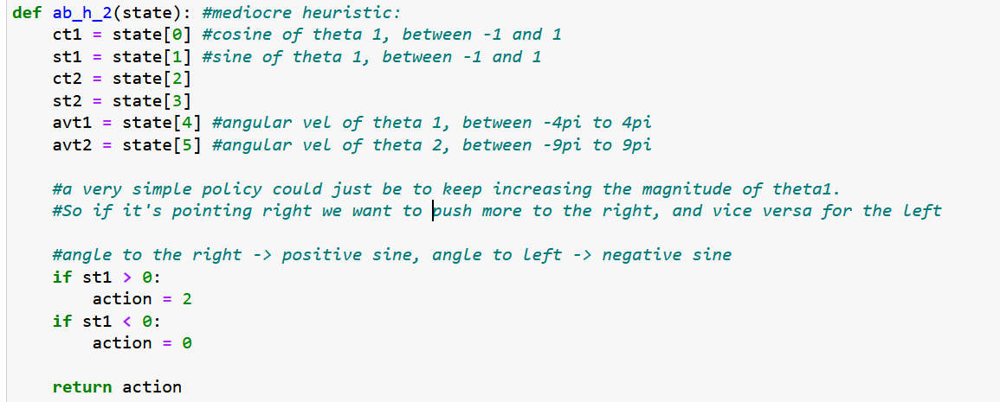 def ab_h_2(state): #mediocre heuristic:
    ct1 = state[0] #cosine of theta 1, between -1 and 1
    st1 = state[1] #sine of theta 1, between -1 and 1
    ct2 = state[2]
    st2 = state[3]
    avt1 = state[4] #angular vel of theta 1, between -4pi to 4pi
    avt2 = state[5] #angular vel of theta 2, between -9pi to 9pi

    #a very simple policy could just be to keep increasing the magnitude of theta1.
    #So if it's pointing right we want to push more to the right, and vice versa for the left

    #angle to the right -> positive sine, angle to left -> negative sine
    if st1 > 0:
        action = 2
    if st1 < 0:
        action = 0

    return action